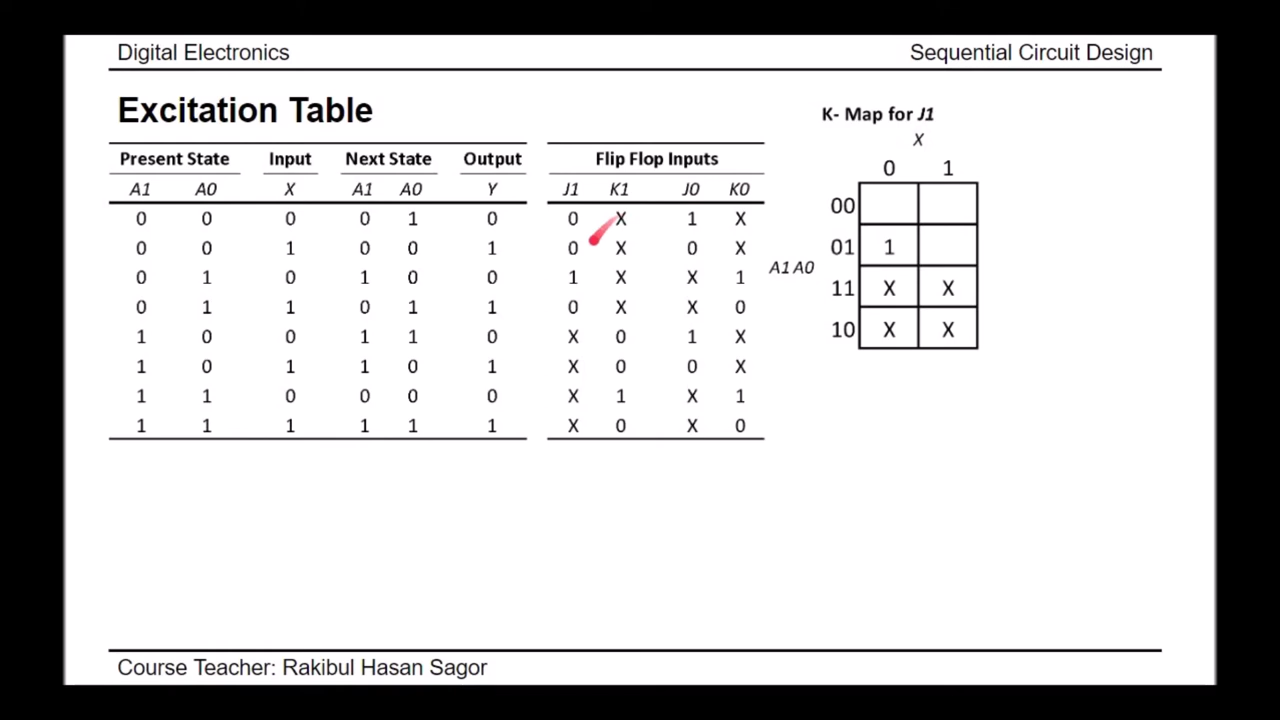 Digital Electronics Sequential Circuit Design
Excitation Table
Present State Input Next State Output Flip Flop Inputs
A1 A0 X A1 A0 Y J1 K1 J0 K0
0 0 0 0 1 0 0 X 1 X
0 0 1 0 0 1 0 X 0 X
0 1 0 1 0 0 1 X X 1
0 1 1 0 1 1 0 X X 0
1 0 0 1 1 0 X 0 1 X
1 0 1 1 0 1 X 0 0 X
1 1 0 0 0 0 X 1 X 1
1 1 1 1 1 1 X 0 X 0
K- Map for J1
X
0 1
00
01 1
A1 A0
11 X X
10 X X
Course Teacher: Rakibul Hasan Sagor